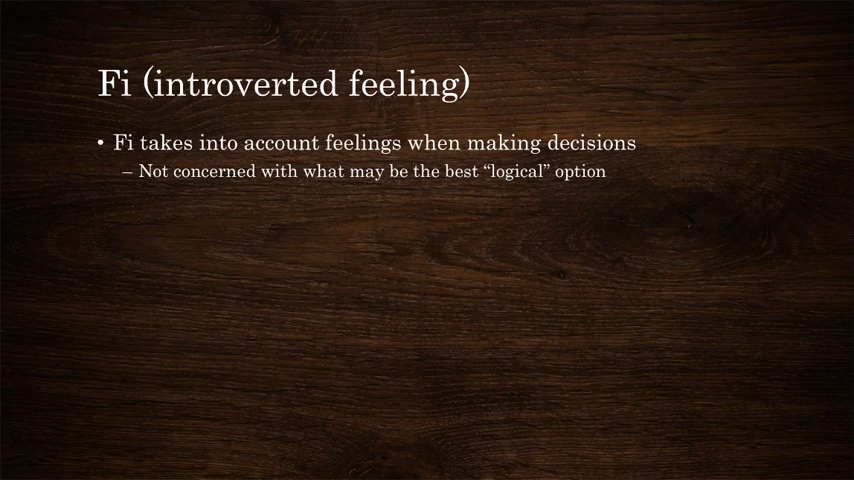 Fi (introverted feeling)
• Fi takes into account feelings when making decisions
– Not concerned with what may be the best “logical” option